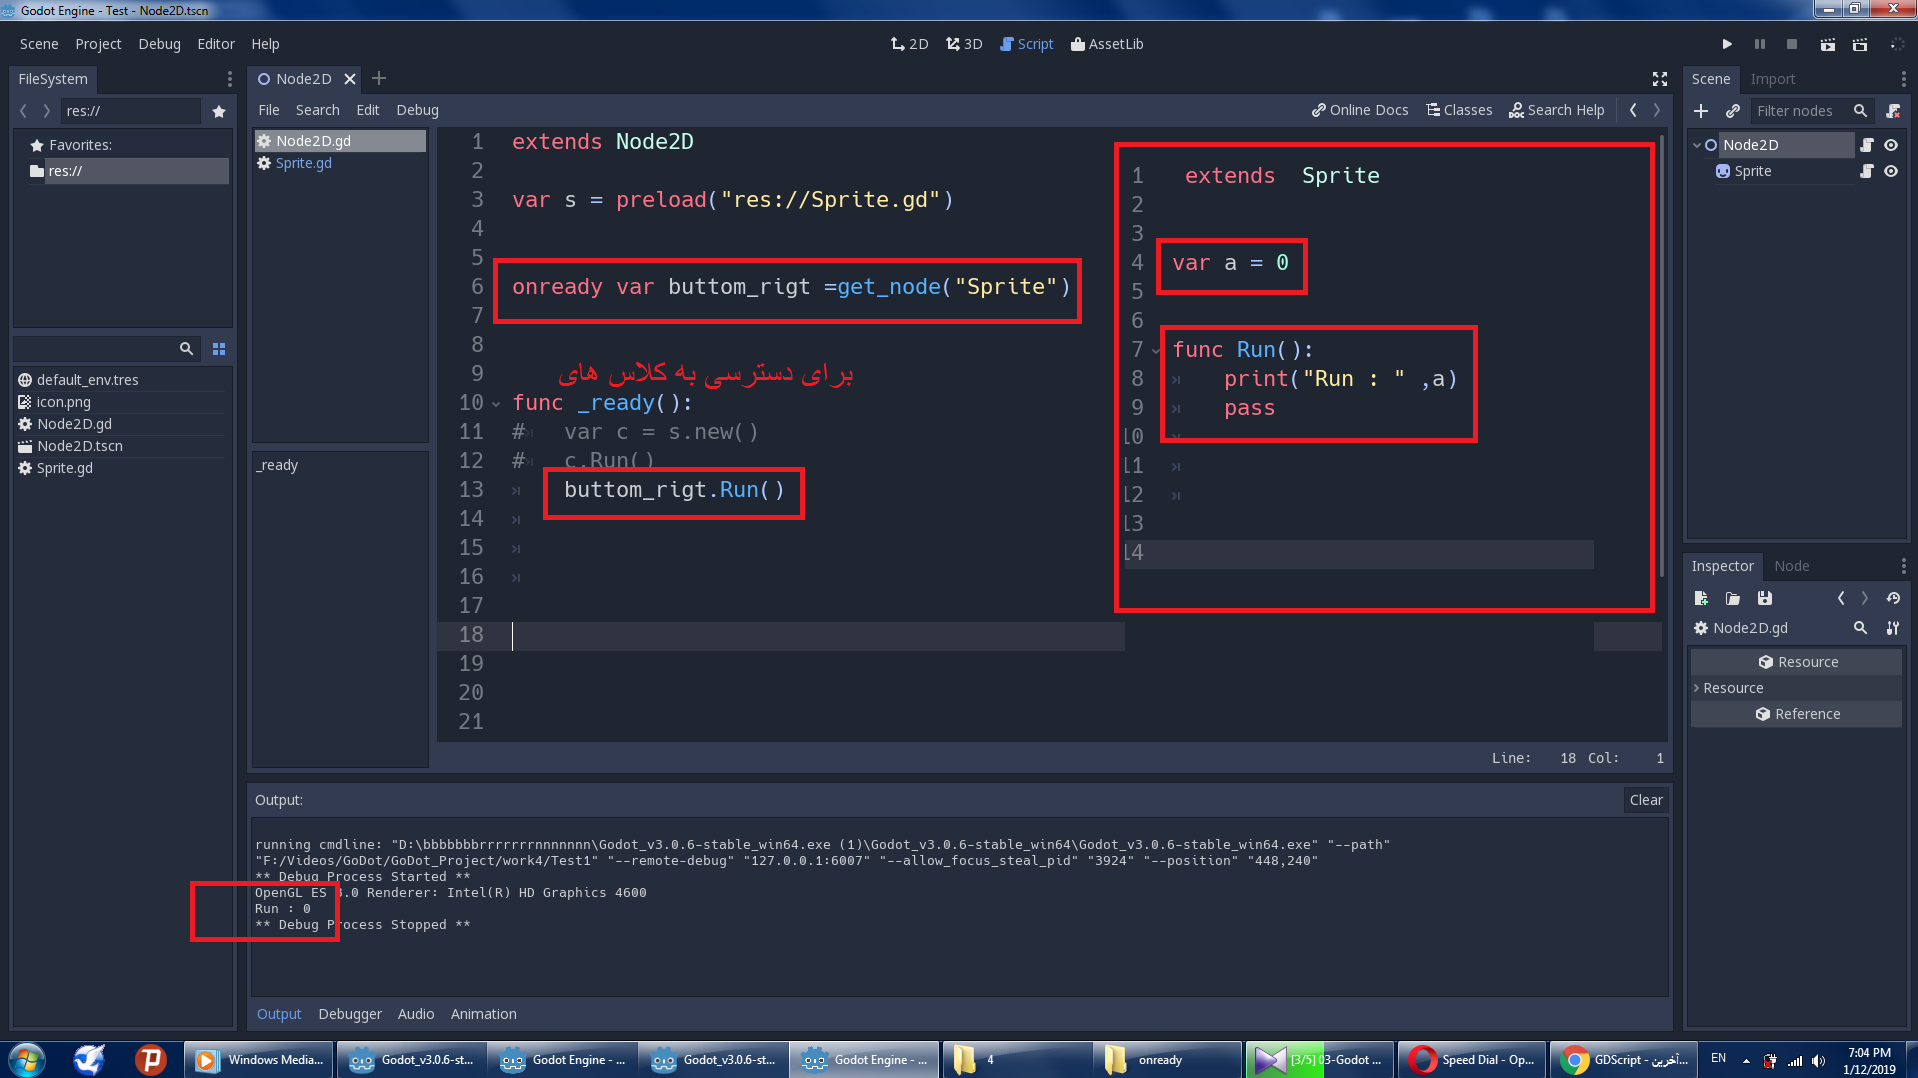 Godot Engine - Test - Node2D.tscn
Scene Project Debug Editor Help
2D 3D Script AssetLib
FileSystem
res://
Favorites:
res://
default_env.tres
icon.png
Node2D.gd
Node2D.tscn
Sprite.gd
Node2D
File Search Edit Debug
Online Docs Classes Search Help
Node2D.gd
Sprite.gd
_ready
1 extends Node2D
2
3 var s = preload("res://Sprite.gd")
4
5
6 onready var buttom_rigt =get_node("Sprite")
7
8
9 برای دسترسی به کلاس های
10 func _ready():
11 # var c = s.new()
12 # c.Run()
13 buttom_rigt.Run()
14
15
16
17
18
19
20
21
1 extends Sprite
2
3
4 var a = 0
5
6
7 func Run():
8 print("Run : " ,a)
9 pass
10
11
12
13
14
Line: 18 Col: 1
Output:
Clear
running cmdline: "D:\bbbbbbbrrrrrrrnnnnnnn\Godot_v3.0.6-stable_win64.exe (1)\Godot_v3.0.6-stable_win64\Godot_v3.0.6-stable_win64.exe" "--path"
"F:/Videos/GoDot/GoDot_Project/work4/Test1" "--remote-debug" "127.0.0.1:6007" "--allow_focus_steal_pid" "3924" "--position" "448,240"
** Debug Process Started **
OpenGL ES 3.0 Renderer: Intel(R) HD Graphics 4600
Run : 0
** Debug Process Stopped **
Output Debugger Audio Animation
Scene Import
Filter nodes
Node2D
Sprite
Inspector Node
Node2D.gd
Resource
Resource
Reference
Windows Media...
Godot_v3.0.6-st...
Godot Engine - ...
Godot_v3.0.6-st...
Godot Engine - ...
4
onready
[3/5] 03-Godot ...
Speed Dial - Op...
GDScript - آخرین...
EN
7:04 PM
1/12/2019